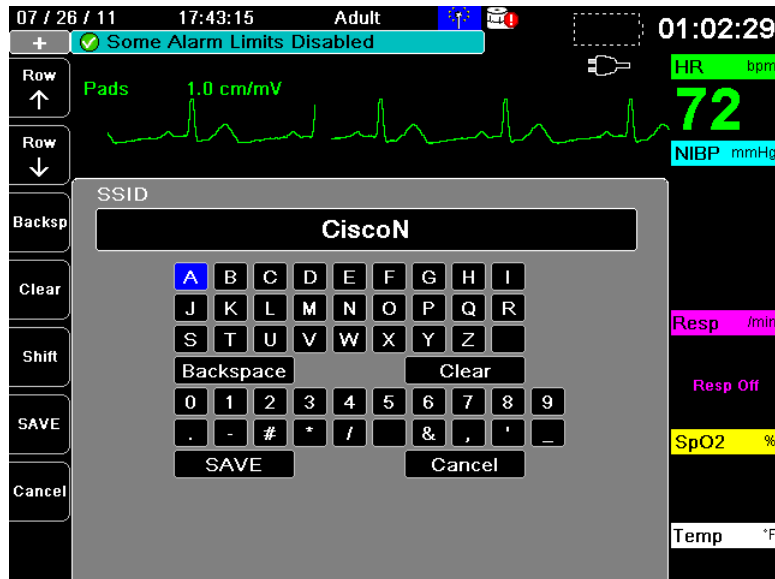 07 / 26 / 11 17:43:15 Adult
01:02:29
+ Some Alarm Limits Disabled
Row
HR bpm
Pads 1.0 cm/mV
72
Row
NIBP mmHg
SSID
Backsp
CiscoN
A B C D E F G H I
Clear
J K L M N O P Q R
Resp /min
S T U V W X Y Z
Shift
Backspace Clear
Resp Off
0 1 2 3 4 5 6 7 8 9
SAVE
. - # * / & , ' _
SpO2 %
SAVE Cancel
Cancel
Temp °F